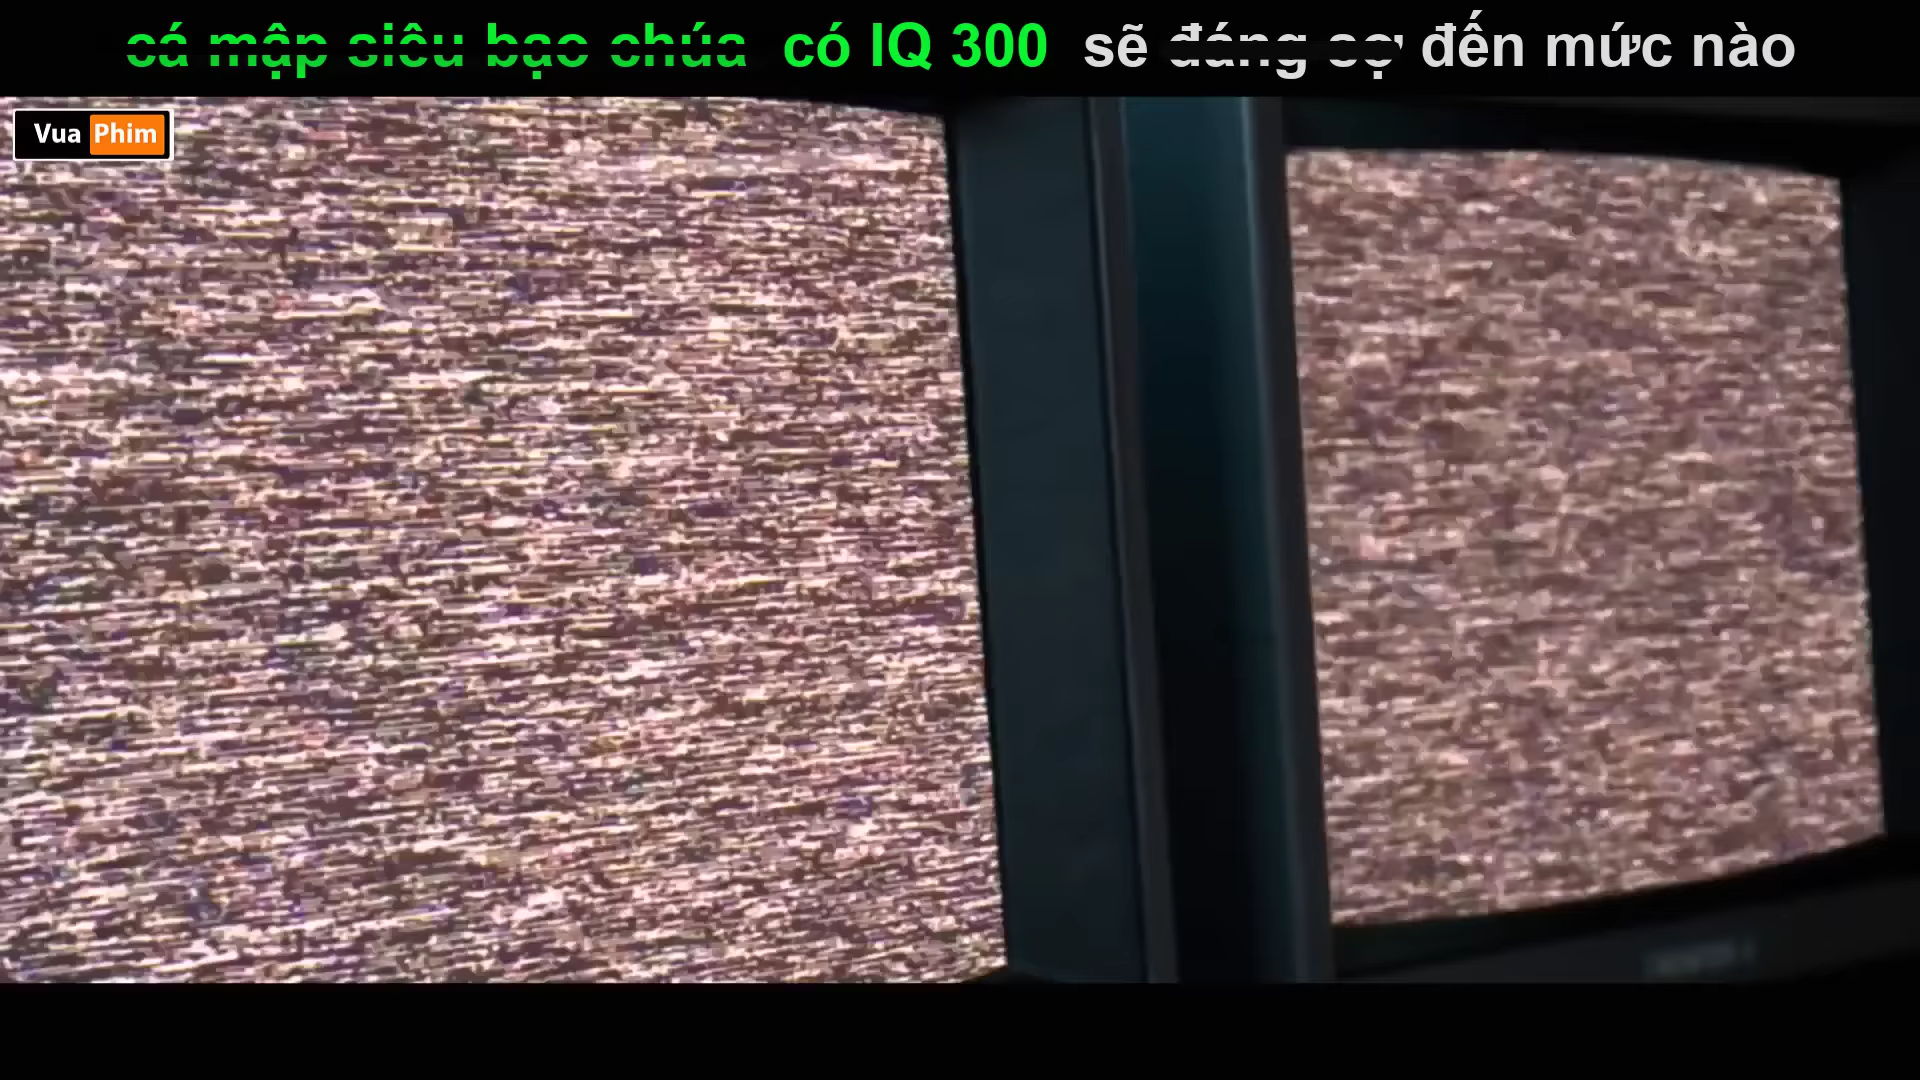 cá mập siêu bạo chúa có IQ 300 sẽ đáng sợ đến mức nào
Vua Phim